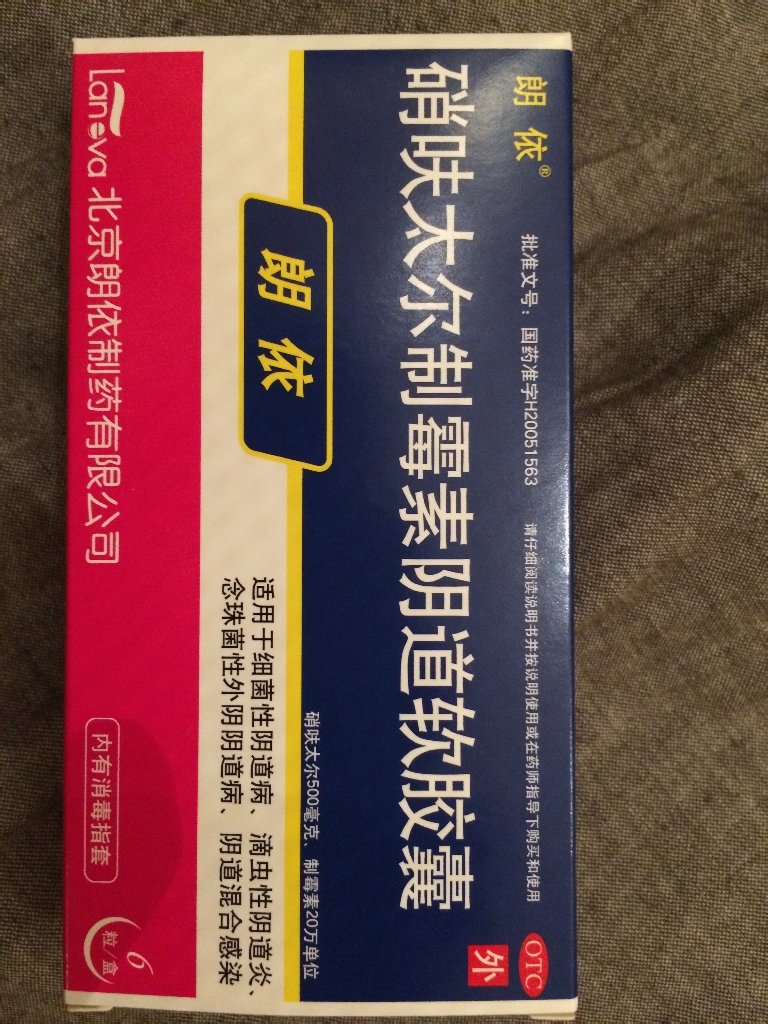 朗依®
批准文号：国药准字H20051563
请仔细阅读说明书并按说明使用或在药师指导下购买和使用
OTC
外
硝呋太尔制霉素阴道软胶囊
硝呋太尔500毫克、制霉素20万单位
朗依
适用于细菌性阴道病、滴虫性阴道炎、
念珠菌性外阴阴道病、阴道混合感染
Laneva 北京朗依制药有限公司
内有消毒指套
6
粒/盒